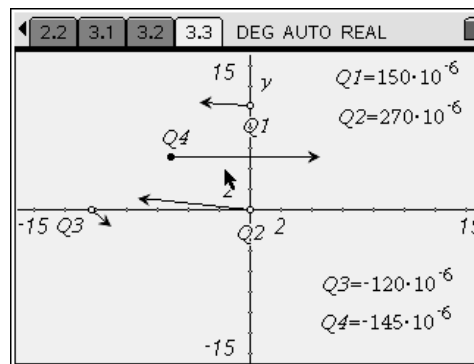 2.2 3.1 3.2 3.3 DEG AUTO REAL
15 y Q1=150·10^-6
Q1 Q2=270·10^-6
Q4
2
-15 Q3 Q2 2 15
Q3=-120·10^-6
Q4=-145·10^-6
-15